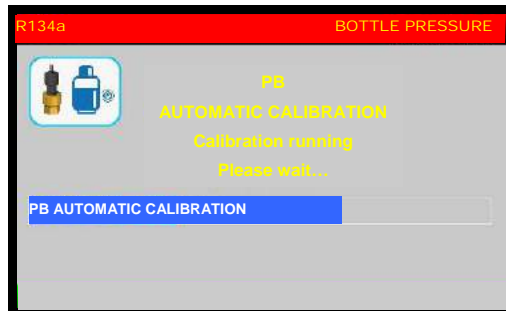 R134a BOTTLE PRESSURE
PB
AUTOMATIC CALIBRATION
Calibration running
Please wait...
PB AUTOMATIC CALIBRATION